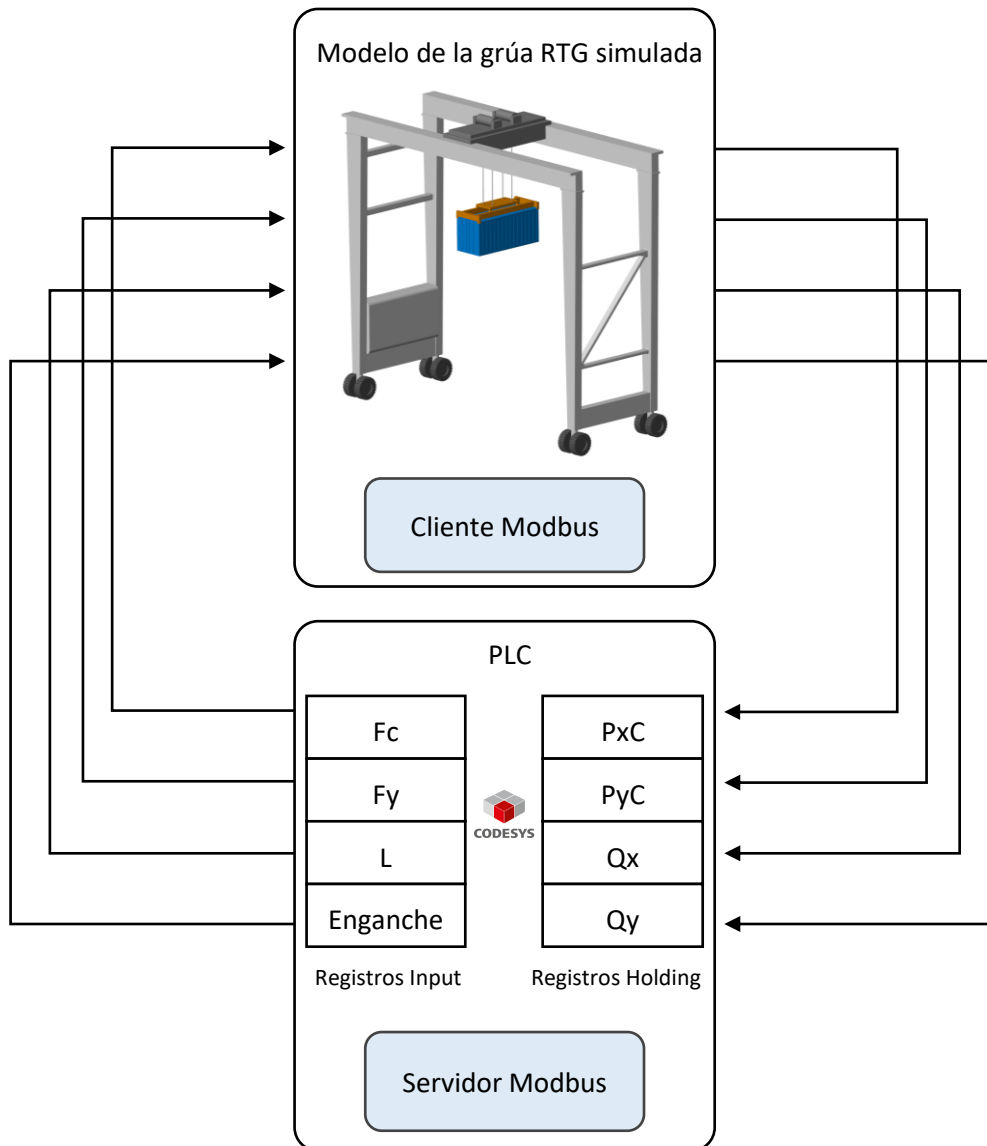 Modelo de la grúa RTG simulada
Cliente Modbus
PLC
Fc
PxC
Fy
PyC
CODESYS
L
Qx
Enganche
Qy
Registros Input
Registros Holding
Servidor Modbus